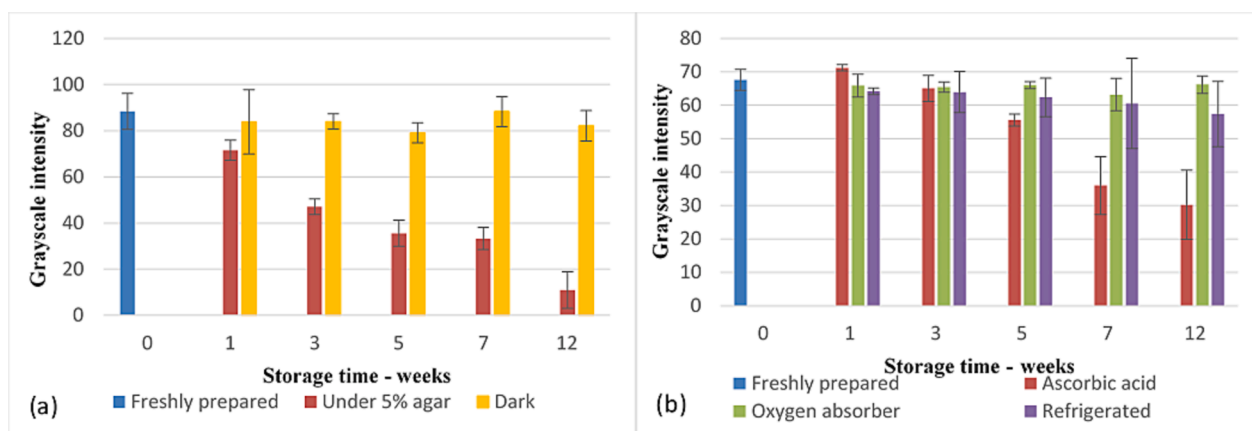 Grayscale intensity
120
100
80
60
40
20
0
0 1 3 5 7 12
Storage time - weeks
Freshly prepared Under 5% agar Dark
(a)
Grayscale intensity
80
70
60
50
40
30
20
10
0
0 1 3 5 7 12
Storage time - weeks
Freshly prepared Ascorbic acid
Oxygen absorber Refrigerated
(b)